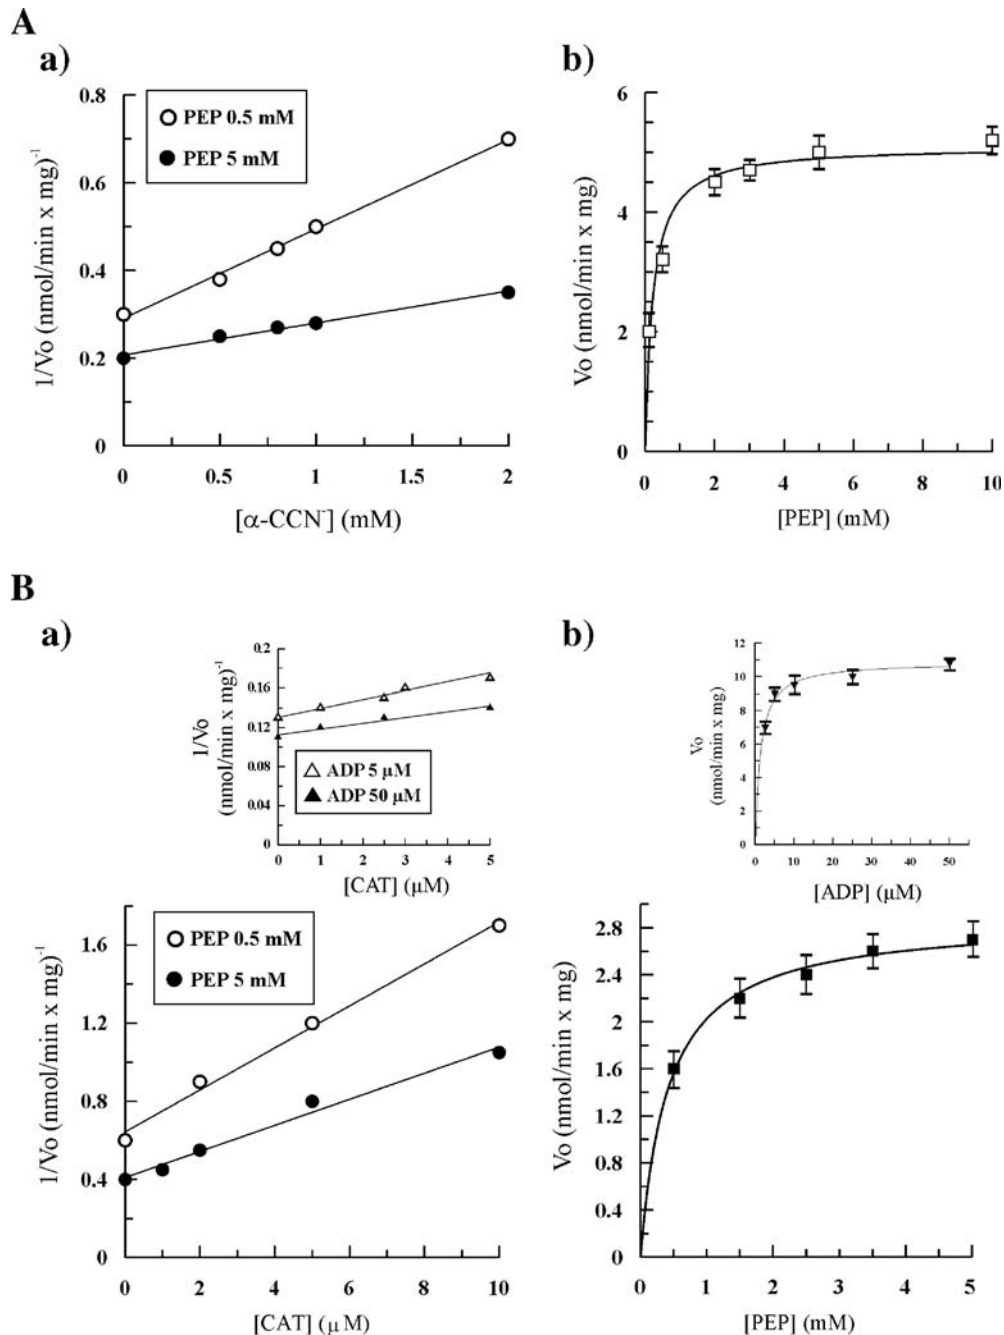 A
a)
0.8
0.6
0.4
0.2
0
PEP 0.5 mM
PEP 5 mM
1/Vo (nmol/min x mg)⁻¹
0 0.5 1 1.5 2
[α-CCN⁻] (mM)
b)
6
4
2
0
Vo (nmol/min x mg)
0 2 4 6 8 10
[PEP] (mM)
B
a)
0.2
0.16
0.12
0.08
0.04
0
1/Vo
(nmol/min x mg)⁻¹
ADP 5 µM
ADP 50 µM
0 1 2 3 4 5
[CAT] (µM)
1.6
1.2
0.8
0.4
0
PEP 0.5 mM
PEP 5 mM
1/Vo (nmol/min x mg)⁻¹
0 2 4 6 8 10
[CAT] (µM)
b)
12
10
8
6
4
2
0
Vo
(nmol/min x mg)
0 10 20 30 40 50
[ADP] (µM)
2.8
2.4
2
1.6
1.2
0.8
0.4
0
Vo (nmol/min x mg)
0 1 2 3 4 5
[PEP] (mM)